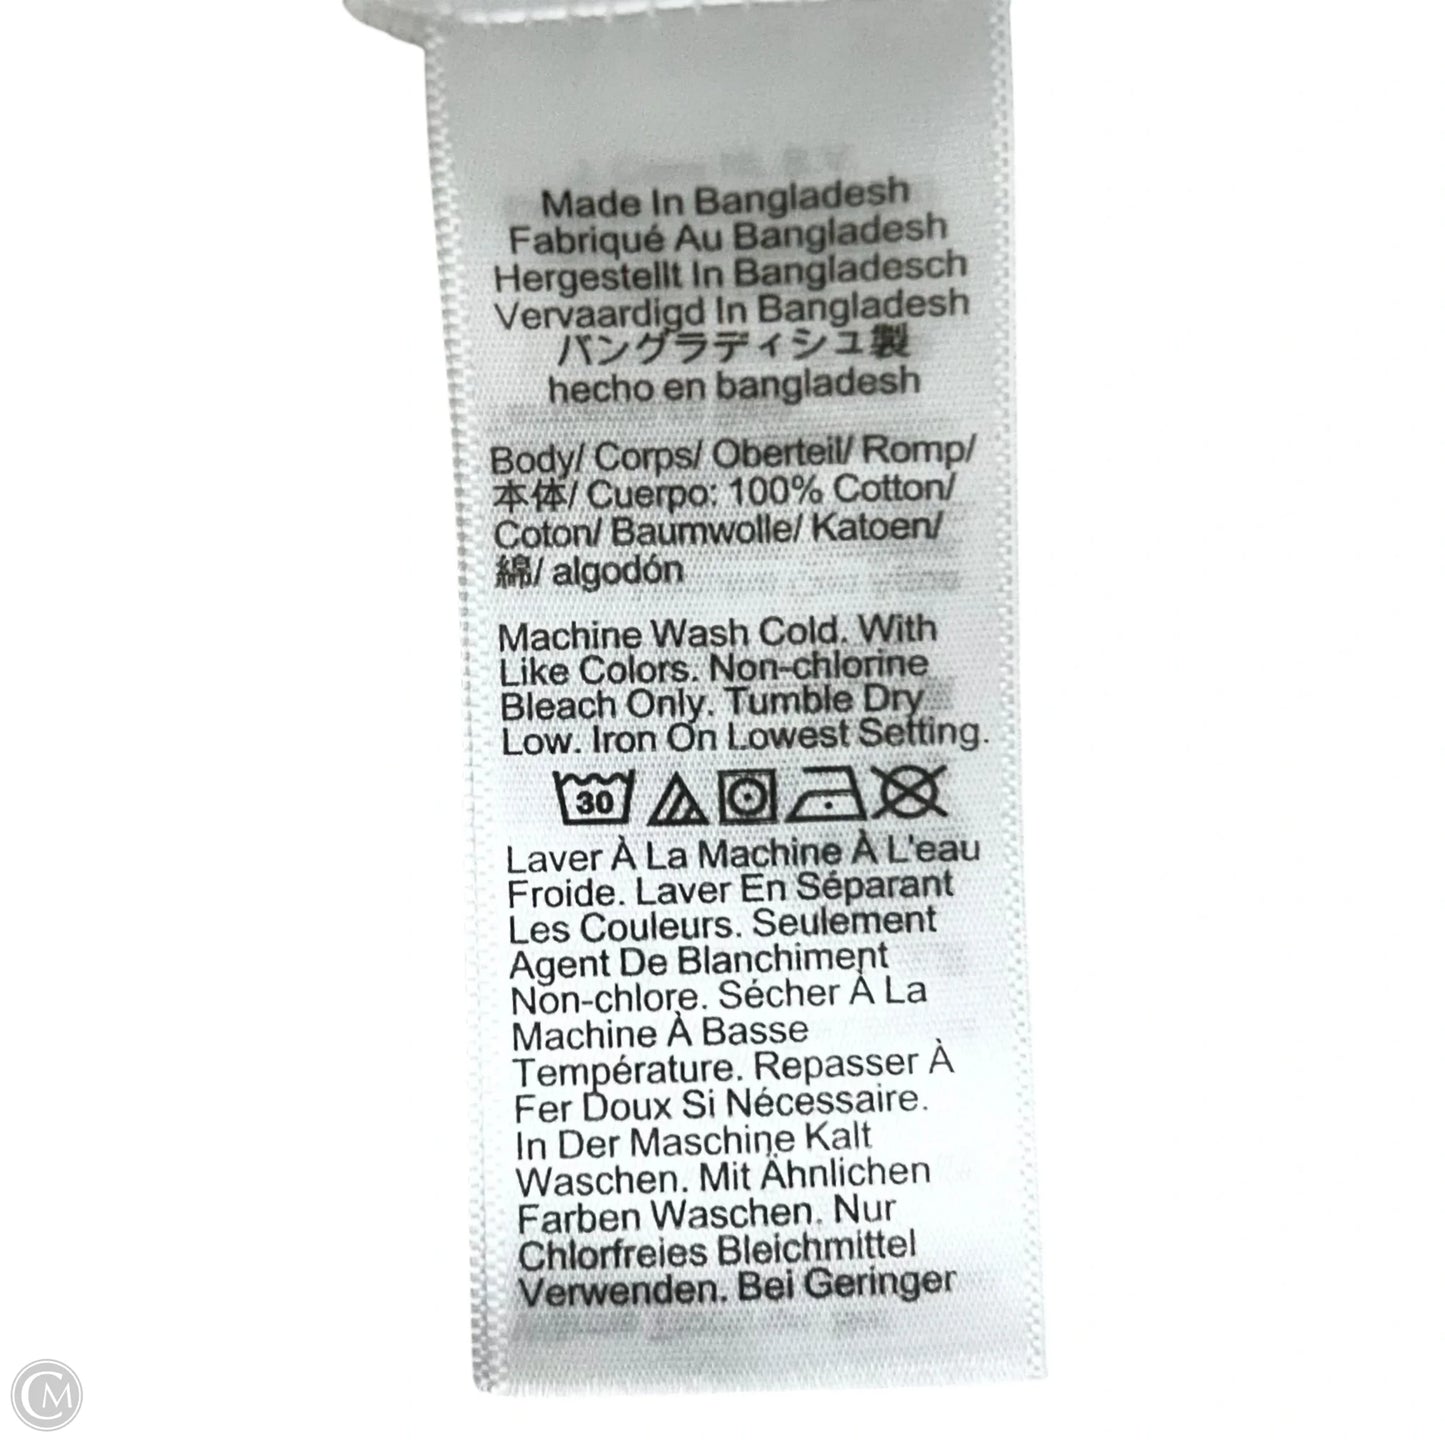 Made In Bangladesh
Fabriqué Au Bangladesh
Hergestellt In Bangladesch
Vervaardigd In Bangladesh
バングラディシュ製
hecho en bangladesh
Body/ Corps/ Oberteil/ Romp/
本体/ Cuerpo: 100% Cotton/
Coton/ Baumwolle/ Katoen/
綿/ algodón
Machine Wash Cold. With
Like Colors. Non-chlorine
Bleach Only. Tumble Dry
Low. Iron On Lowest Setting.
30
Laver À La Machine À L'eau
Froide. Laver En Séparant
Les Couleurs. Seulement
Agent De Blanchiment
Non-chlore. Sécher À La
Machine À Basse
Température. Repasser À
Fer Doux Si Nécessaire.
In Der Maschine Kalt
Waschen. Mit Ähnlichen
Farben Waschen. Nur
Chlorfreies Bleichmittel
Verwenden. Bei Geringer
CM